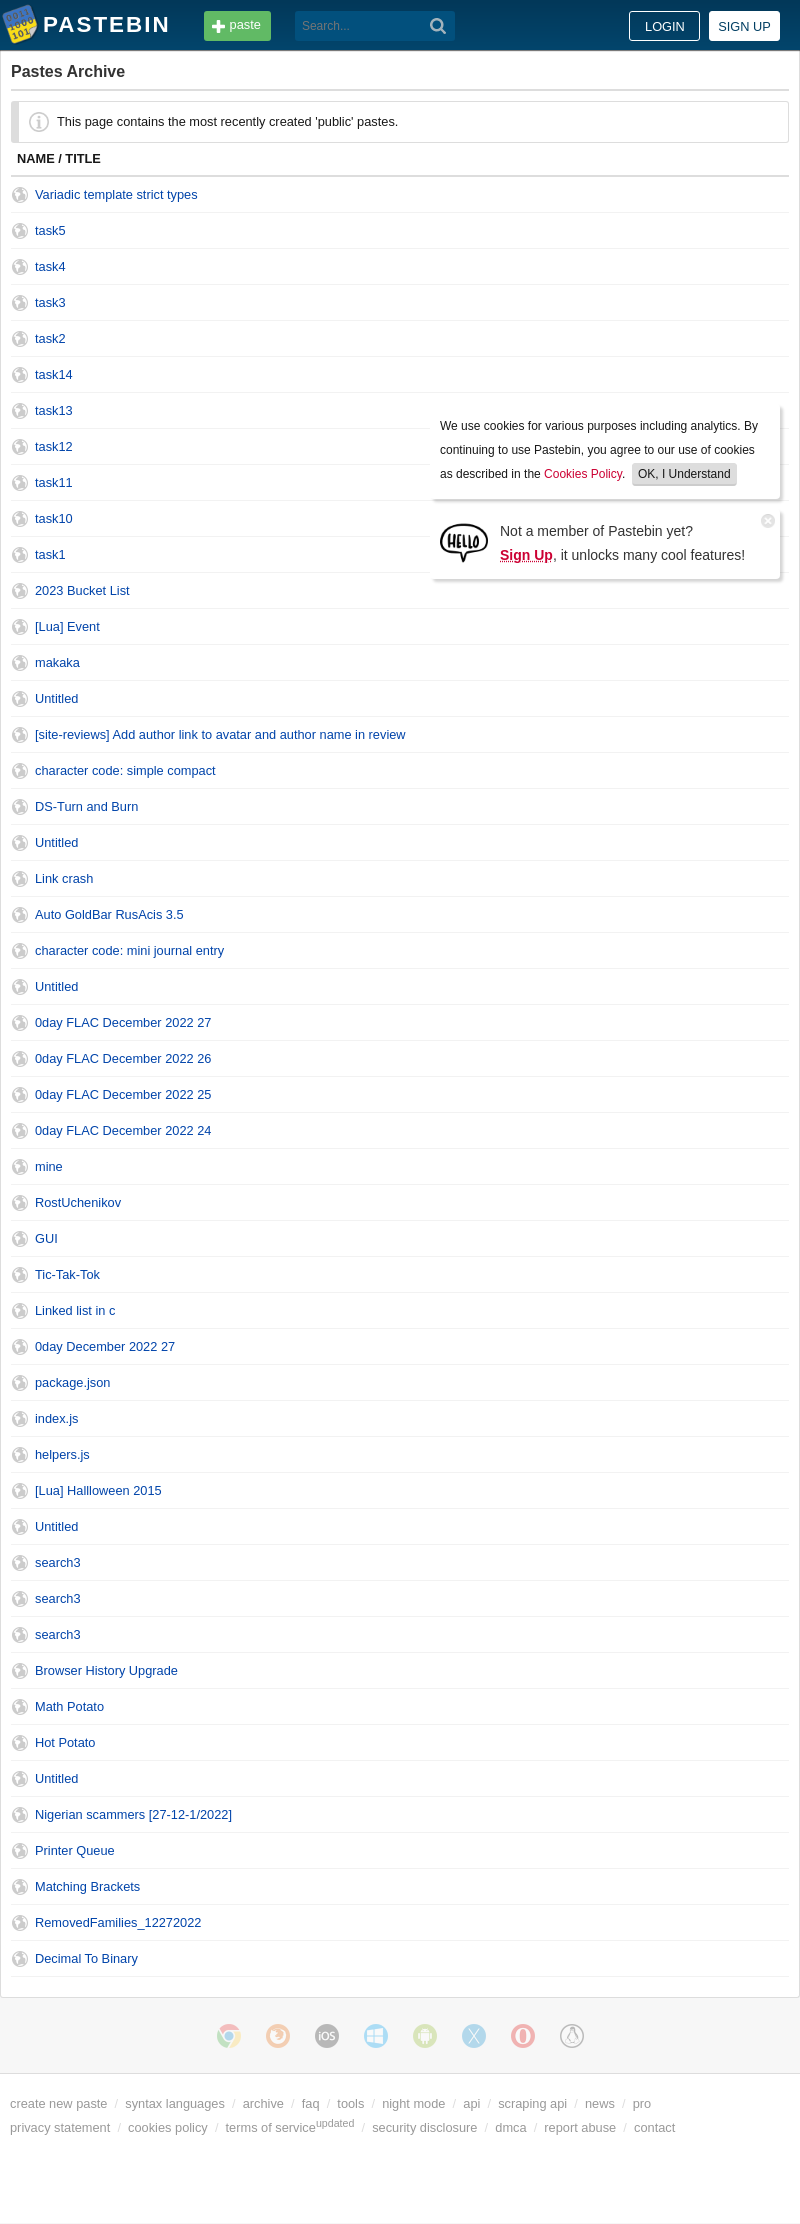 PASTEBIN paste Search... LOGIN SIGN UP
Pastes Archive
This page contains the most recently created 'public' pastes.
NAME / TITLE
Variadic template strict types
task5
task4
task3
task2
task14
task13
task12
task11
task10
task1
We use cookies for various purposes including analytics. By
continuing to use Pastebin, you agree to our use of cookies
as described in the Cookies Policy. OK, I Understand
HELLO
Not a member of Pastebin yet?
Sign Up, it unlocks many cool features!
2023 Bucket List
[Lua] Event
makaka
Untitled
[site-reviews] Add author link to avatar and author name in review
character code: simple compact
DS-Turn and Burn
Untitled
Link crash
Auto GoldBar RusAcis 3.5
character code: mini journal entry
Untitled
0day FLAC December 2022 27
0day FLAC December 2022 26
0day FLAC December 2022 25
0day FLAC December 2022 24
mine
RostUchenikov
GUI
Tic-Tak-Tok
Linked list in c
0day December 2022 27
package.json
index.js
helpers.js
[Lua] Hallloween 2015
Untitled
search3
search3
search3
Browser History Upgrade
Math Potato
Hot Potato
Untitled
Nigerian scammers [27-12-1/2022]
Printer Queue
Matching Brackets
RemovedFamilies_12272022
Decimal To Binary
iOS
create new paste / syntax languages / archive / faq / tools / night mode / api / scraping api / news / pro
privacy statement / cookies policy / terms of service updated / security disclosure / dmca / report abuse / contact